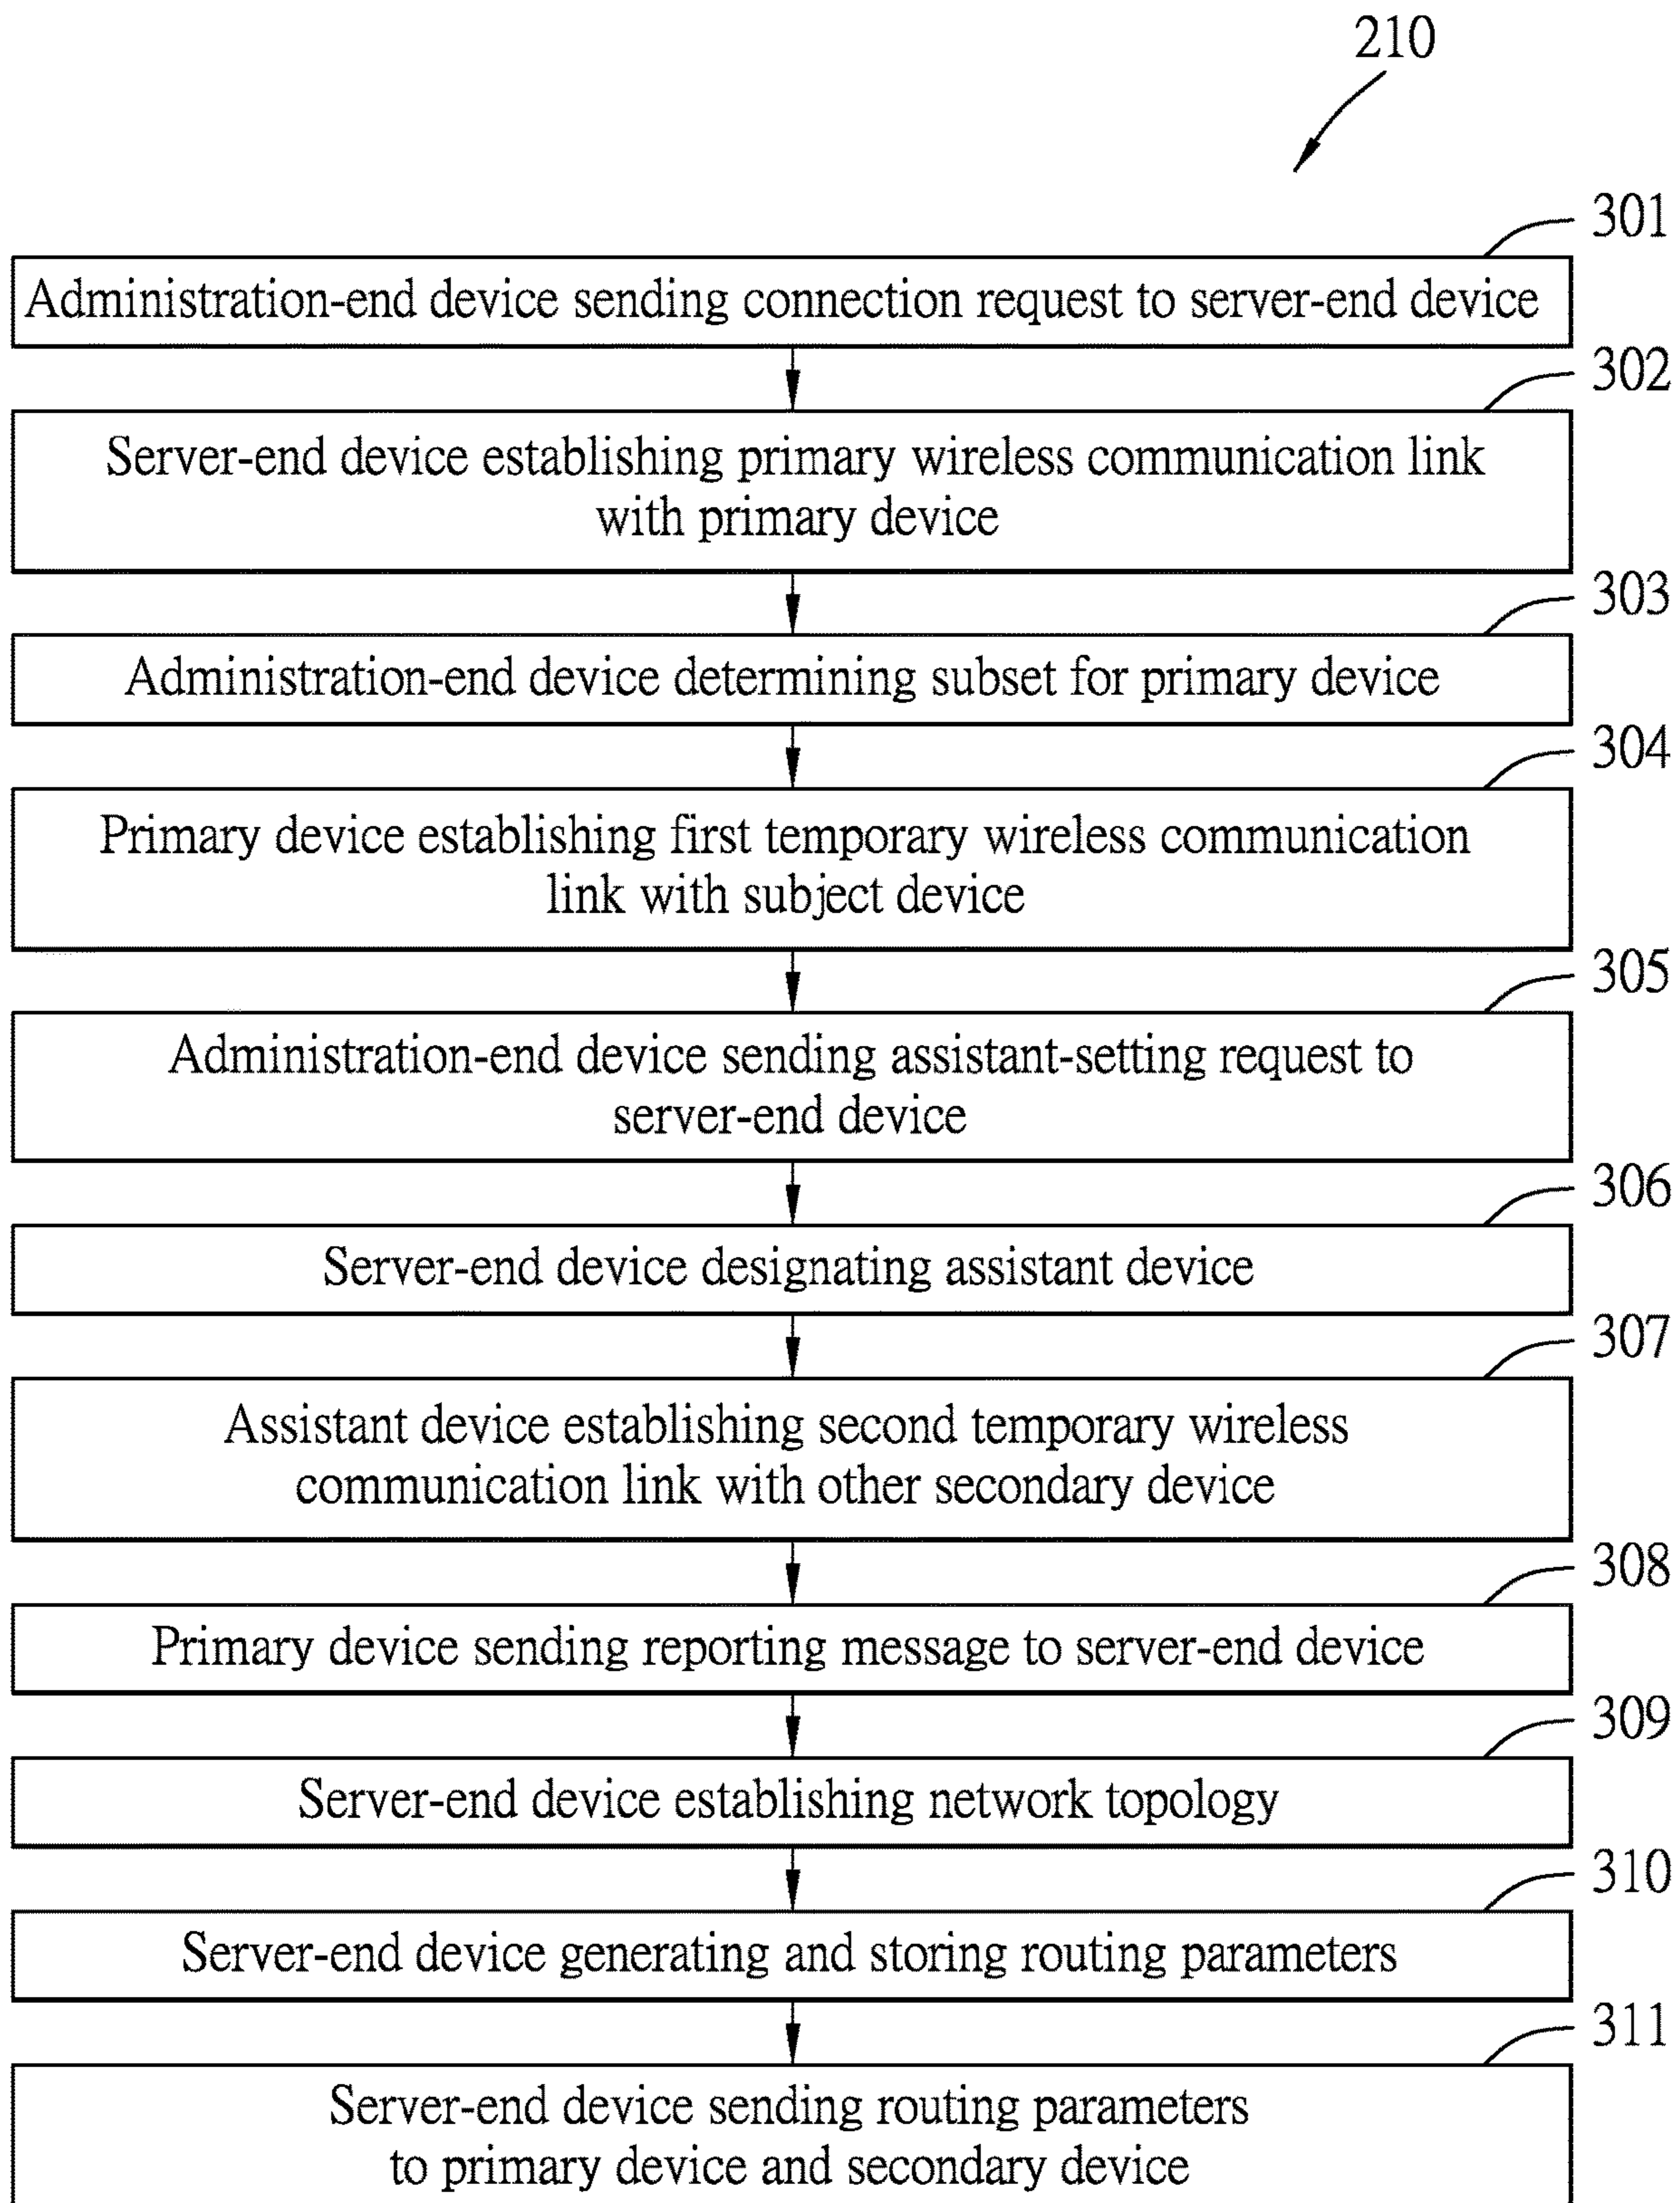 210
301
Administration-end device sending connection request to server-end device
302
Server-end device establishing primary wireless communication link
with primary device
303
Administration-end device determining subset for primary device
304
Primary device establishing first temporary wireless communication
link with subject device
305
Administration-end device sending assistant-setting request to
server-end device
306
Server-end device designating assistant device
307
Assistant device establishing second temporary wireless
communication link with other secondary device
308
Primary device sending reporting message to server-end device
309
Server-end device establishing network topology
310
Server-end device generating and storing routing parameters
311
Server-end device sending routing parameters
to primary device and secondary device